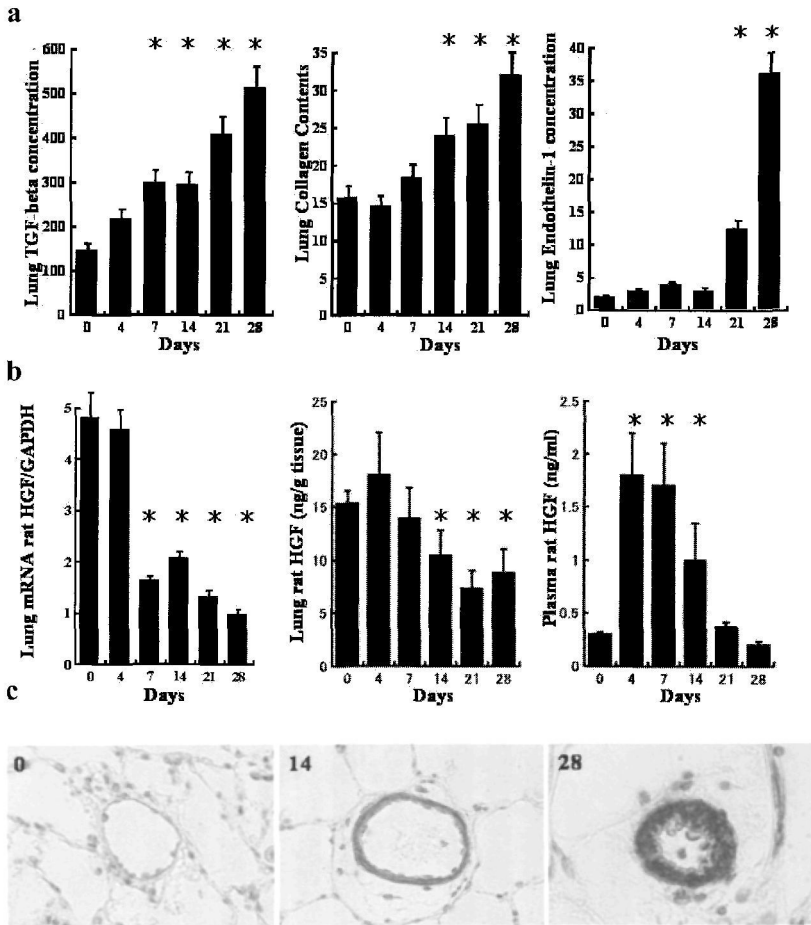 a
Lung TGF-beta concentration
600
500
400
300
200
100
0
* * * *
0 4 7 14 21 28
Days
Lung Collagen Contents
35
30
25
20
15
10
5
0
* * *
0 4 7 14 21 28
Days
Lung Endothelin-1 concentration
40
35
30
25
20
15
10
5
0
* *
0 4 7 14 21 28
Days
b
Lung mRNA rat HGF/GAPDH
5
4
3
2
1
0
* * * *
0 4 7 14 21 28
Days
Lung rat HGF (ng/g tissue)
25
20
15
10
5
0
* * *
0 4 7 14 21 28
Days
Plasma rat HGF (ng/ml)
2.5
2
1.5
1
0.5
0
* * *
0 4 7 14 21 28
Days
c
0
14
28